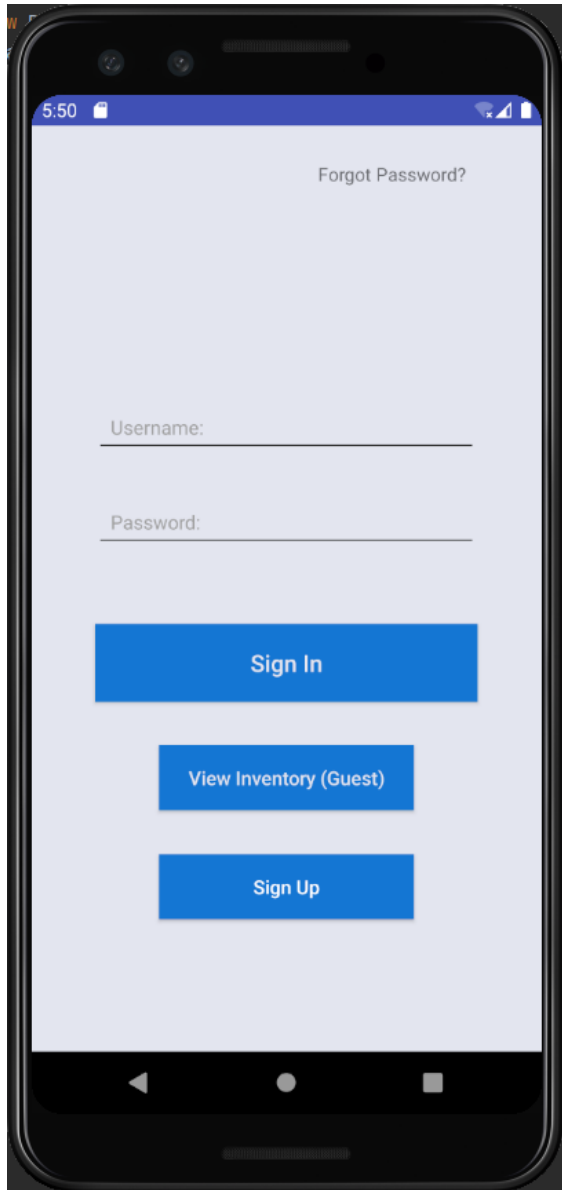 5:50
Forgot Password?
Username:
Password:
Sign In
View Inventory (Guest)
Sign Up